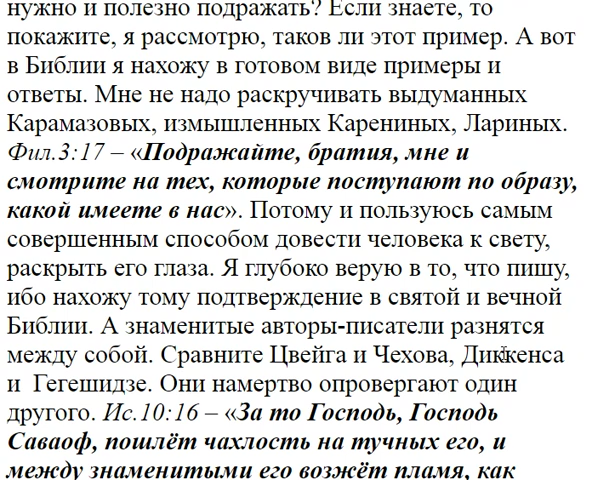 нужно и полезно подражать? Если знаете, то
покажите, я рассмотрю, таков ли этот пример. А вот
в Библии я нахожу в готовом виде примеры и
ответы. Мне не надо раскручивать выдуманных
Карамазовых, измышленных Карениных, Лариных.
Фил.3:17 – «Подражайте, братия, мне и
смотрите на тех, которые поступают по образу,
какой имеете в нас». Потому и пользуюсь самым
совершенным способом довести человека к свету,
раскрыть его глаза. Я глубоко верую в то, что пишу,
ибо нахожу тому подтверждение в святой и вечной
Библии. А знаменитые авторы-писатели разнятся
между собой. Сравните Цвейга и Чехова, Диккенса
и  Гегешидзе. Они намертво опровергают один
другого. Ис.10:16 – «За то Господь, Господь
Саваоф, пошлёт чахлость на тучных его, и
между знаменитыми его возжёт пламя, как